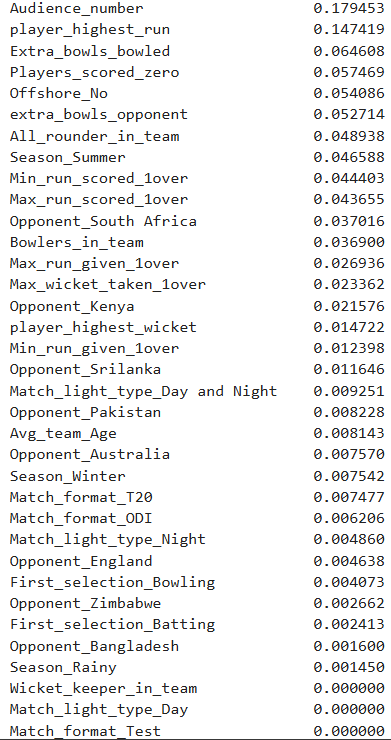 Audience_number 0.179453
player_highest_run 0.147419
Extra_bowls_bowled 0.064608
Players_scored_zero 0.057469
Offshore_No 0.054086
extra_bowls_opponent 0.052714
All_rounder_in_team 0.048938
Season_Summer 0.046588
Min_run_scored_1over 0.044403
Max_run_scored_1over 0.043655
Opponent_South Africa 0.037016
Bowlers_in_team 0.036900
Max_run_given_1over 0.026936
Max_wicket_taken_1over 0.023362
Opponent_Kenya 0.021576
player_highest_wicket 0.014722
Min_run_given_1over 0.012398
Opponent_Srilanka 0.011646
Match_light_type_Day and Night 0.009251
Opponent_Pakistan 0.008228
Avg_team_Age 0.008143
Opponent_Australia 0.007570
Season_Winter 0.007542
Match_format_T20 0.007477
Match_format_ODI 0.006206
Match_light_type_Night 0.004860
Opponent_England 0.004638
First_selection_Bowling 0.004073
Opponent_Zimbabwe 0.002662
First_selection_Batting 0.002413
Opponent_Bangladesh 0.001600
Season_Rainy 0.001450
Wicket_keeper_in_team 0.000000
Match_light_type_Day 0.000000
Match_format_Test 0.000000